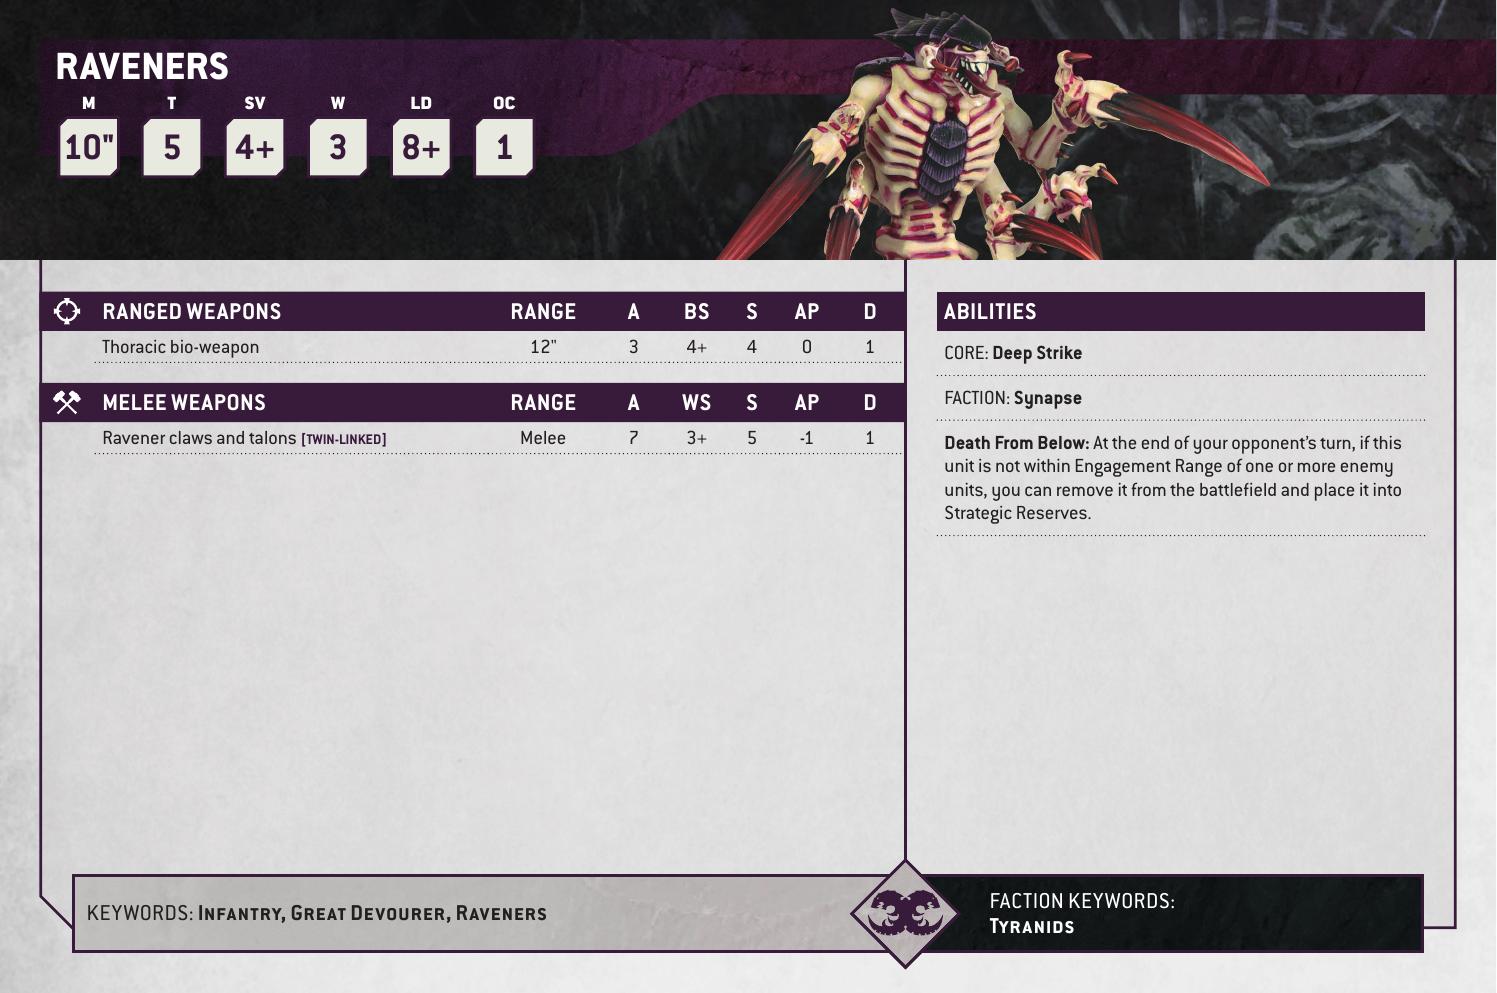 RAVENERS
M T SV W LD OC
10" 5 4+ 3 8+ 1
RANGED WEAPONS RANGE A BS S AP D
Thoracic bio-weapon 12" 3 4+ 4 0 1
MELEE WEAPONS RANGE A WS S AP D
Ravener claws and talons [TWIN-LINKED] Melee 7 3+ 5 -1 1
ABILITIES
CORE: Deep Strike
FACTION: Synapse
Death From Below: At the end of your opponent's turn, if this
unit is not within Engagement Range of one or more enemy
units, you can remove it from the battlefield and place it into
Strategic Reserves.
KEYWORDS: INFANTRY, GREAT DEVOURER, RAVENERS
FACTION KEYWORDS:
TYRANIDS